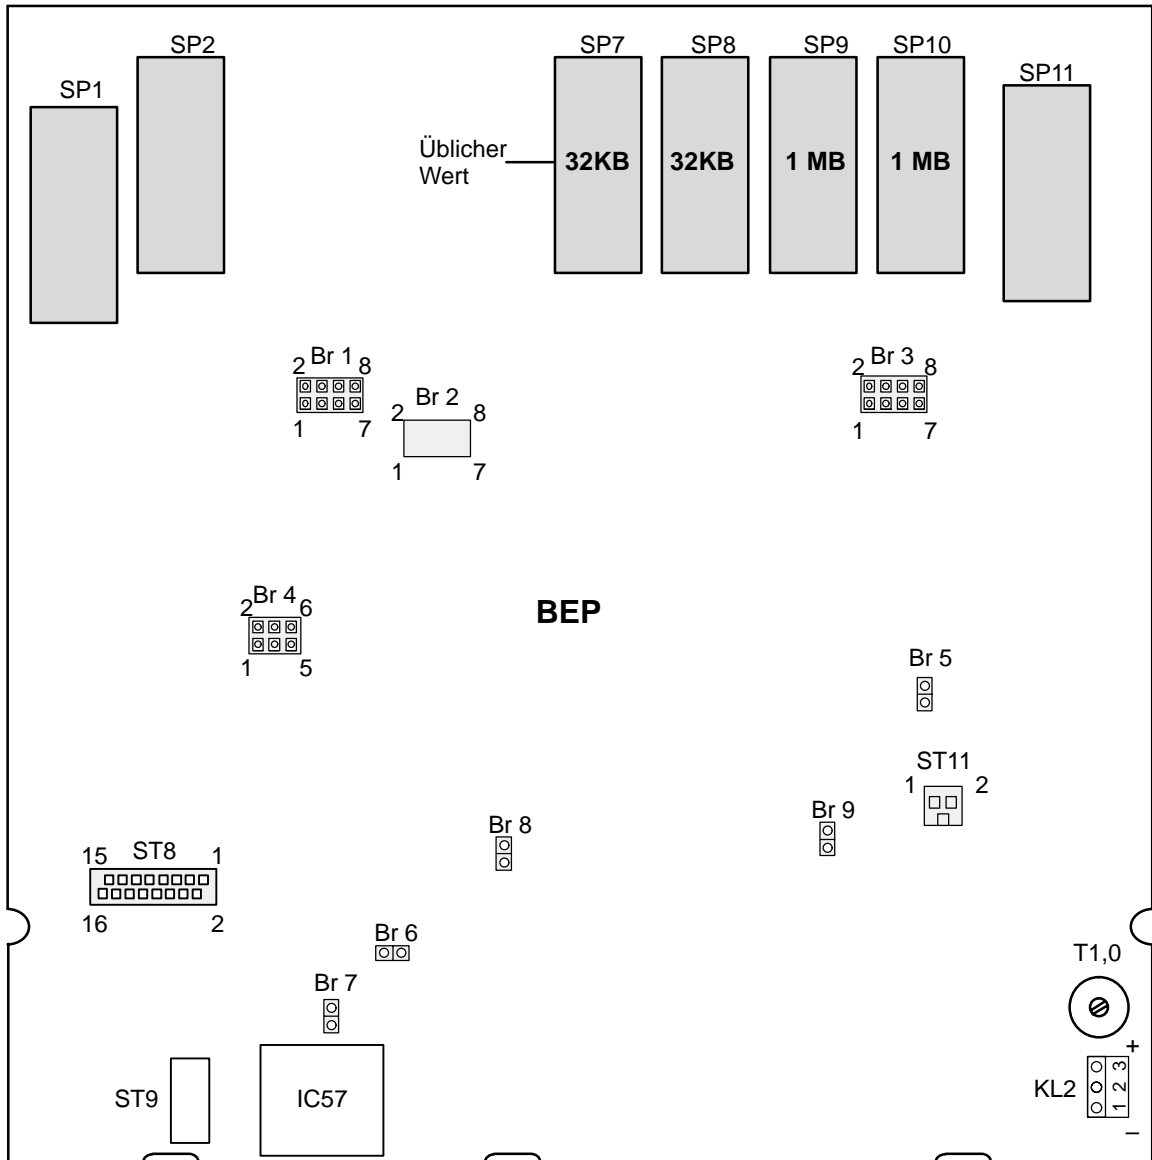 SP2
SP7
SP8
SP9
SP10
SP11
SP1
Üblicher
Wert
32KB
32KB
1 MB
1 MB
Br 1
2
8
1
7
Br 2
2
8
1
7
Br 3
2
8
1
7
Br 4
2
6
1
5
BEP
Br 5
ST11
1
2
Br 9
Br 8
ST8
15
1
16
2
Br 6
Br 7
T1,0
+
KL2
1 2 3
–
ST9
IC57